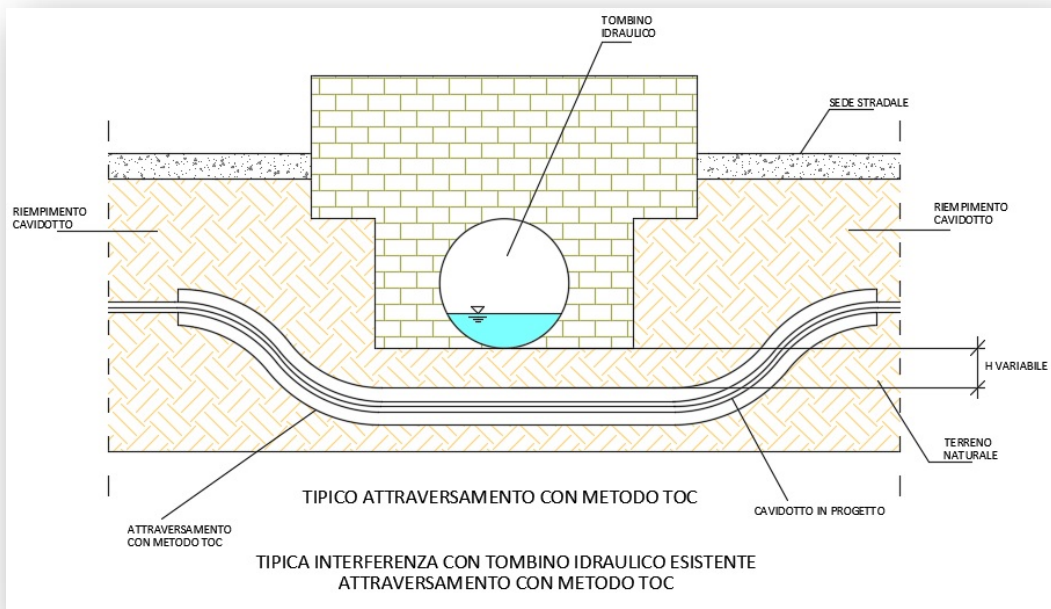 TOMBINO
IDRAULICO
SEDE STRADALE
RIEMPIMENTO
CAVIDOTTO
RIEMPIMENTO
CAVIDOTTO
H VARIABILE
TERRENO
NATURALE
TIPICO ATTRAVERSAMENTO CON METODO TOC
CAVIDOTTO IN PROGETTO
ATTRAVERSAMENTO
CON METODO TOC
TIPICA INTERFERENZA CON TOMBINO IDRAULICO ESISTENTE
ATTRAVERSAMENTO CON METODO TOC